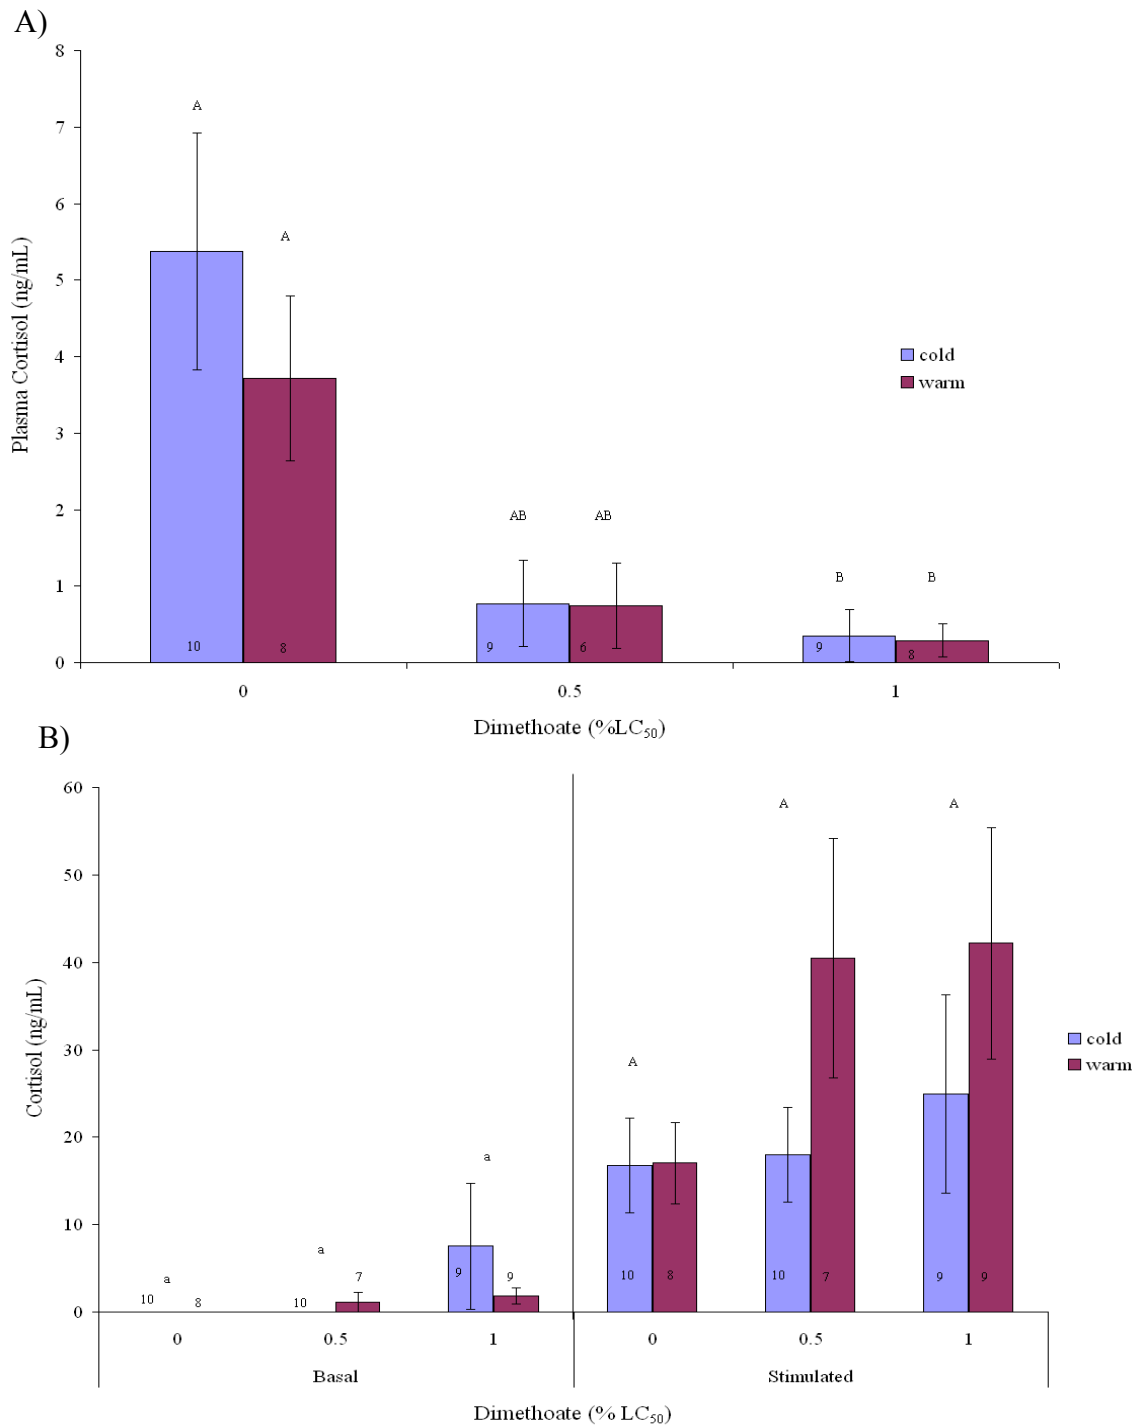 A)
8
7
6
5
4
3
2
1
0
Plasma Cortisol (ng/mL)
A
A
AB
AB
B
B
cold
warm
10
8
9
6
9
8
0
0.5
1
Dimethoate (%LC50)
B)
60
50
40
30
20
10
0
Cortisol (ng/mL)
A
A
A
a
a
a
cold
warm
10
8
10
7
9
9
10
8
10
7
9
9
0
0.5
1
0
0.5
1
Basal
Stimulated
Dimethoate (% LC50)